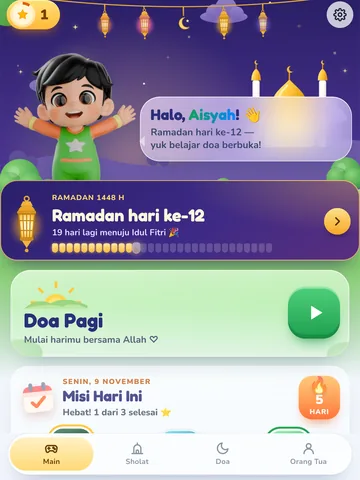 1
Halo, Aisyah! 👋
Ramadan hari ke-12 —
yuk belajar doa berbuka!
RAMADAN 1448 H
Ramadan hari ke-12
19 hari lagi menuju Idul Fitri 🎉
Doa Pagi
Mulai harimu bersama Allah ♡
SENIN, 9 NOVEMBER
Misi Hari Ini
Hebat! 1 dari 3 selesai ⭐
5
HARI
Main
Sholat
Doa
Orang Tua